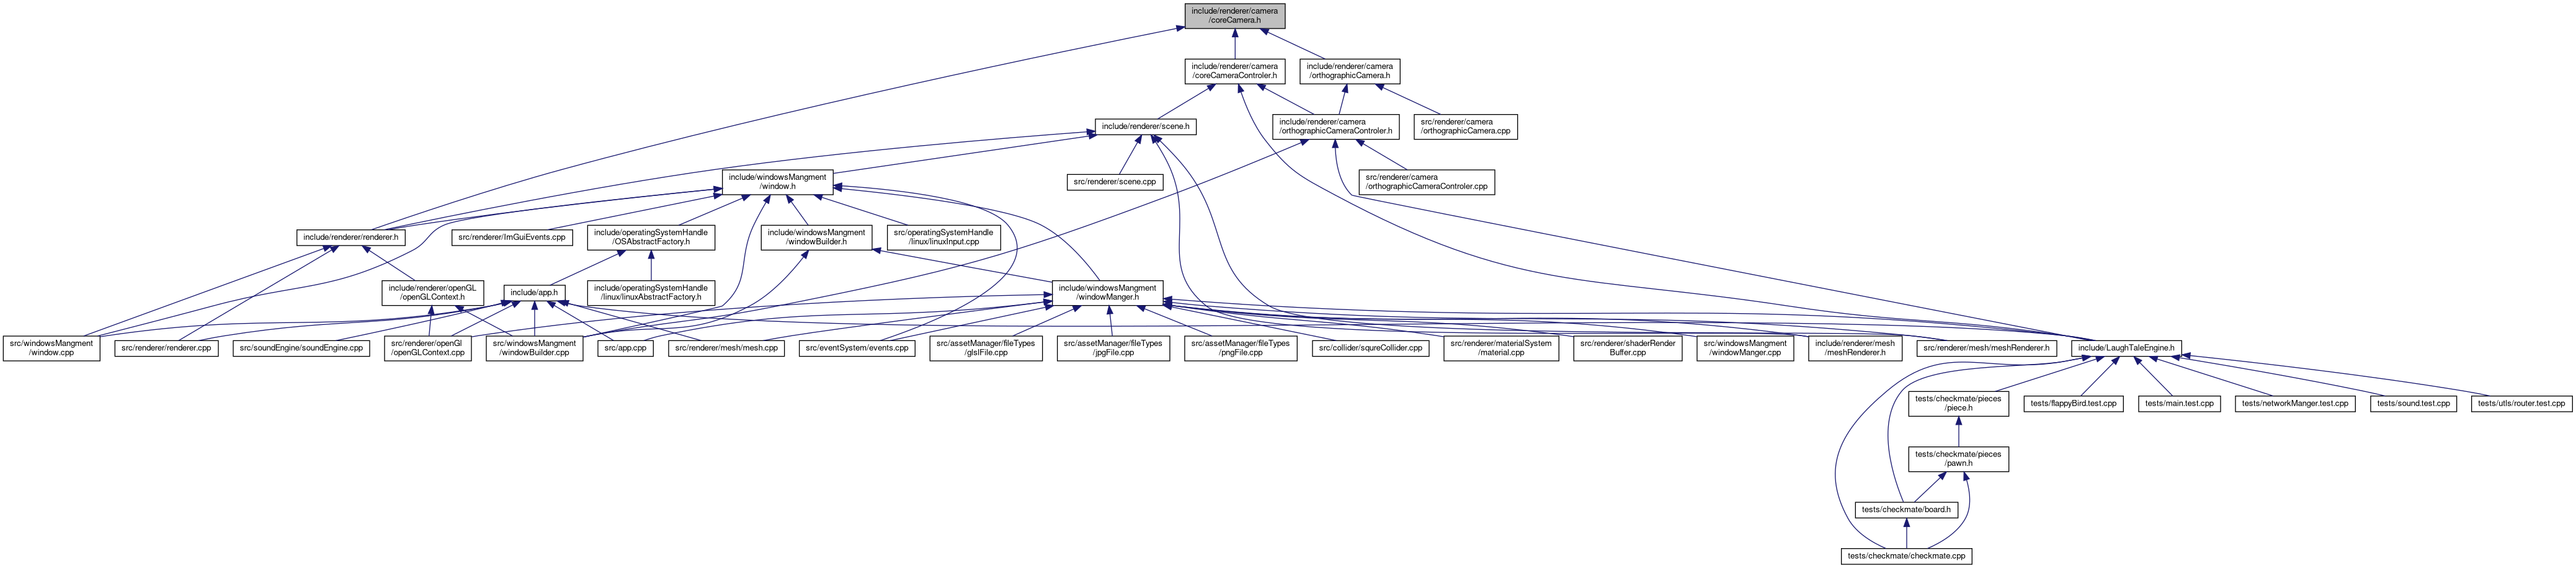 include/renderer/camera
/coreCamera.h
include/renderer/camera
/coreCameraControler.h
include/renderer/camera
/orthographicCamera.h
include/renderer/scene.h
include/renderer/camera
/orthographicCameraControler.h
src/renderer/camera
/orthographicCamera.cpp
include/windowsMangment
/window.h
src/renderer/scene.cpp
src/renderer/camera
/orthographicCameraControler.cpp
include/renderer/renderer.h
src/renderer/ImGuiEvents.cpp
include/operatingSystemHandle
/OSAbstractFactory.h
include/windowsMangment
/windowBuilder.h
src/operatingSystemHandle
/linux/linuxInput.cpp
include/renderer/openGL
/openGLContext.h
include/app.h
include/operatingSystemHandle
/linux/linuxAbstractFactory.h
include/windowsMangment
/windowManger.h
src/windowsMangment
/window.cpp
src/renderer/renderer.cpp
src/soundEngine/soundEngine.cpp
src/renderer/openGl
/openGLContext.cpp
src/windowsMangment
/windowBuilder.cpp
src/app.cpp
src/renderer/mesh/mesh.cpp
src/eventSystem/events.cpp
src/assetManager/fileTypes
/glslFile.cpp
src/assetManager/fileTypes
/jpgFile.cpp
src/assetManager/fileTypes
/pngFile.cpp
src/collider/squreCollider.cpp
src/renderer/materialSystem
/material.cpp
src/renderer/shaderRender
Buffer.cpp
src/windowsMangment
/windowManger.cpp
include/renderer/mesh
/meshRenderer.h
src/renderer/mesh/meshRenderer.h
include/LaughTaleEngine.h
tests/checkmate/pieces
/piece.h
tests/flappyBird.test.cpp
tests/main.test.cpp
tests/networkManger.test.cpp
tests/sound.test.cpp
tests/utls/router.test.cpp
tests/checkmate/pieces
/pawn.h
tests/checkmate/board.h
tests/checkmate/checkmate.cpp